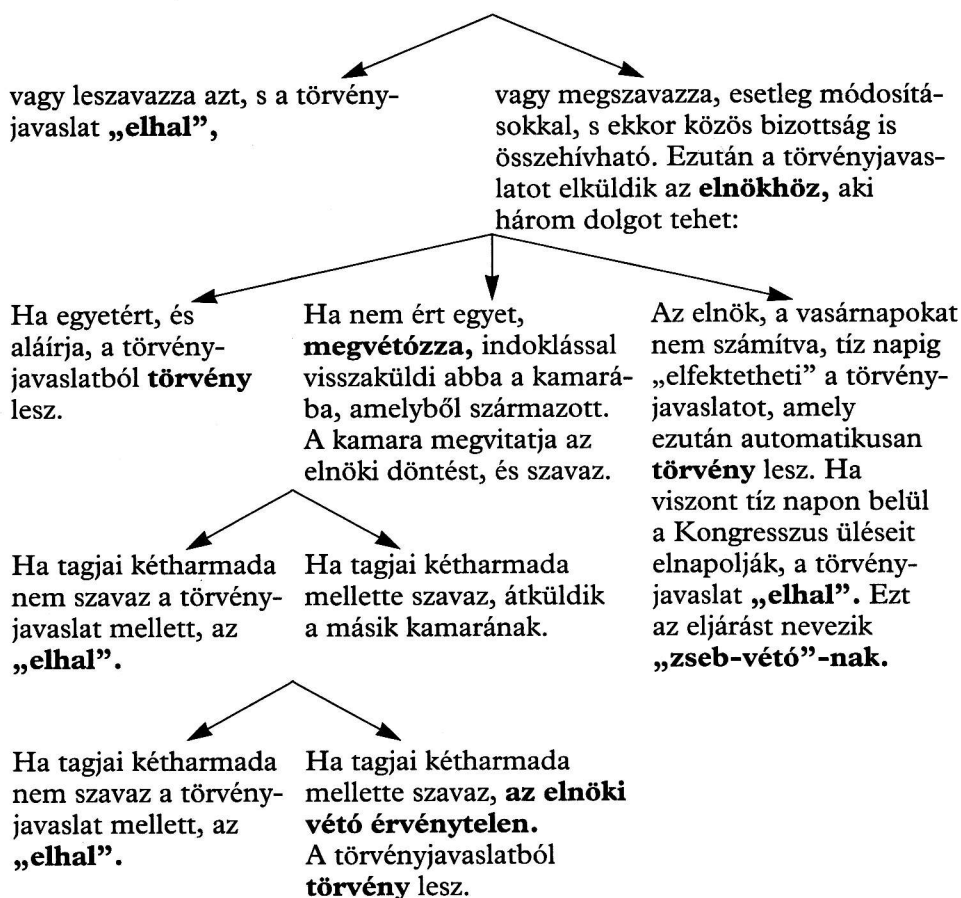 vagy leszavazza azt, s a törvény-
javaslat „elhal”,
vagy megszavazza, esetleg módosítá-
sokkal, s ekkor közös bizottság is
összehívható. Ezután a törvényjavas-
latot elküldik az elnökhöz, aki
három dolgot tehet:
Ha egyetért, és
aláírja, a törvény-
javaslatból törvény
lesz.
Ha nem ért egyet,
megvétózza, indoklással
visszaküldi abba a kamará-
ba, amelyből származott.
A kamara megvitatja az
elnöki döntést, és szavaz.
Az elnök, a vasárnapokat
nem számítva, tíz napig
„elfektetheti” a törvény-
javaslatot, amely
ezután automatikusan
törvény lesz. Ha
viszont tíz napon belül
a Kongresszus üléseit
elnapolják, a törvény-
javaslat „elhal”. Ezt
az eljárást nevezik
„zseb-vétó”-nak.
Ha tagjai kétharmada
nem szavaz a törvény-
javaslat mellett, az
„elhal”.
Ha tagjai kétharmada
mellette szavaz, átküldik
a másik kamarának.
Ha tagjai kétharmada
nem szavaz a törvény-
javaslat mellett, az
„elhal”.
Ha tagjai kétharmada
mellette szavaz, az elnöki
vétó érvénytelen.
A törvényjavaslatból
törvény lesz.